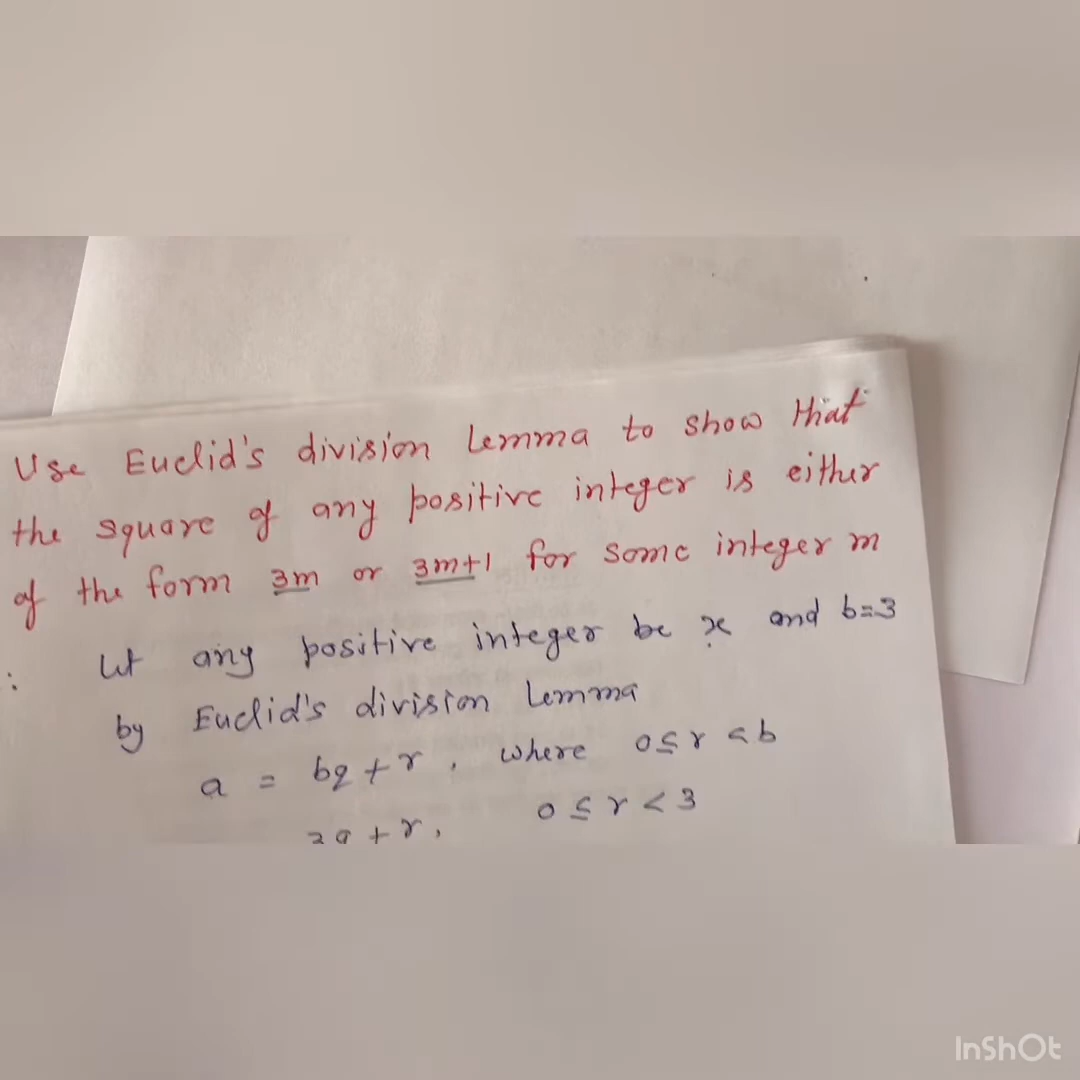 Use Euclid's division Lemma to show that
the square of any positive integer is either
of the form 3m or 3m+1 for some integer m
: Let any positive integer be x and b=3
by Euclid's division Lemma
a = bq + r, where 0≤r<b
3q + r, 0≤r<3
InShOt